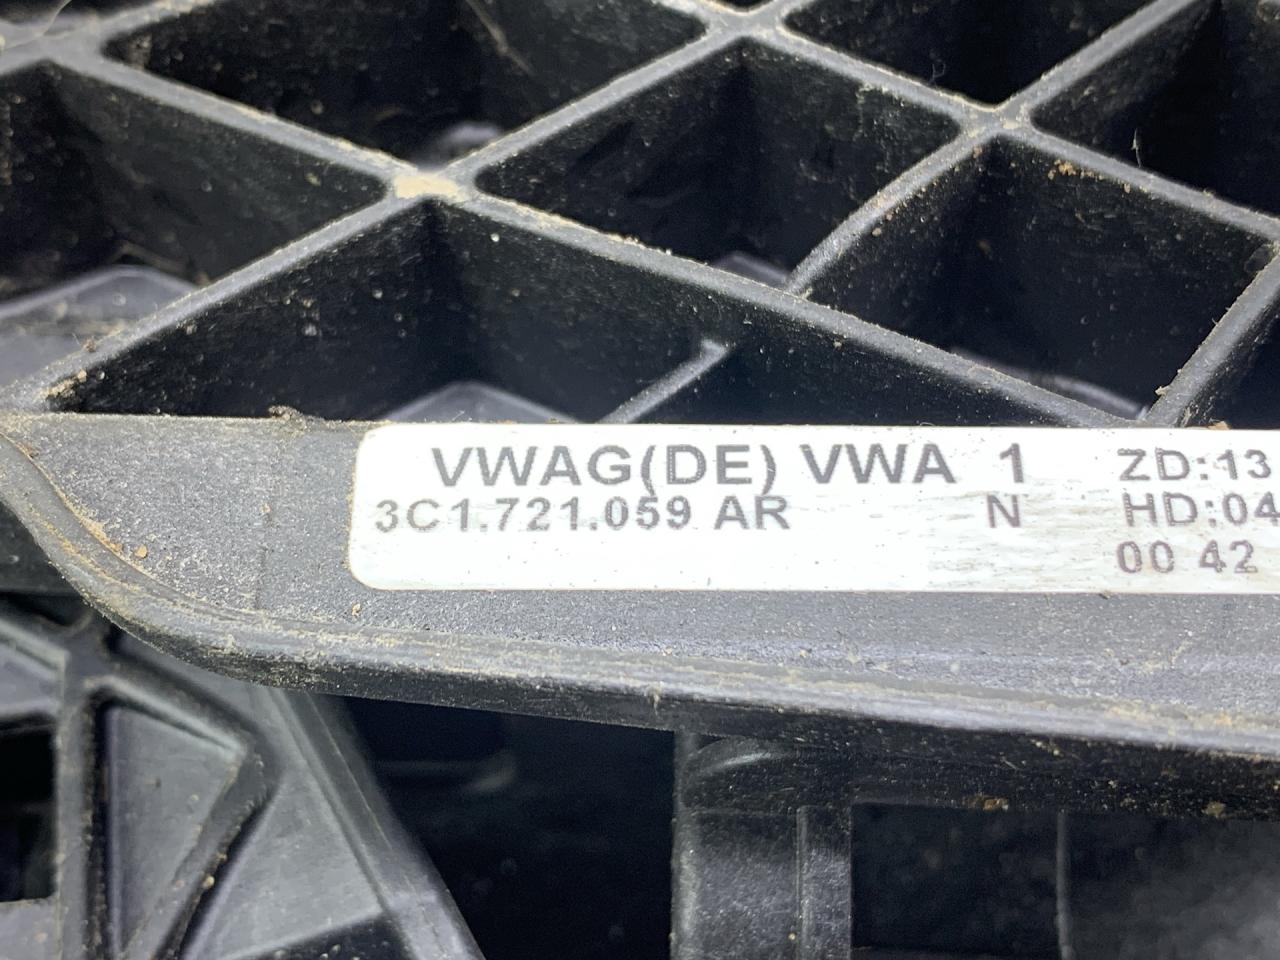 VWAG(DE) VWA 1 ZD:13
3C1.721.059 AR N HD:04
00 42